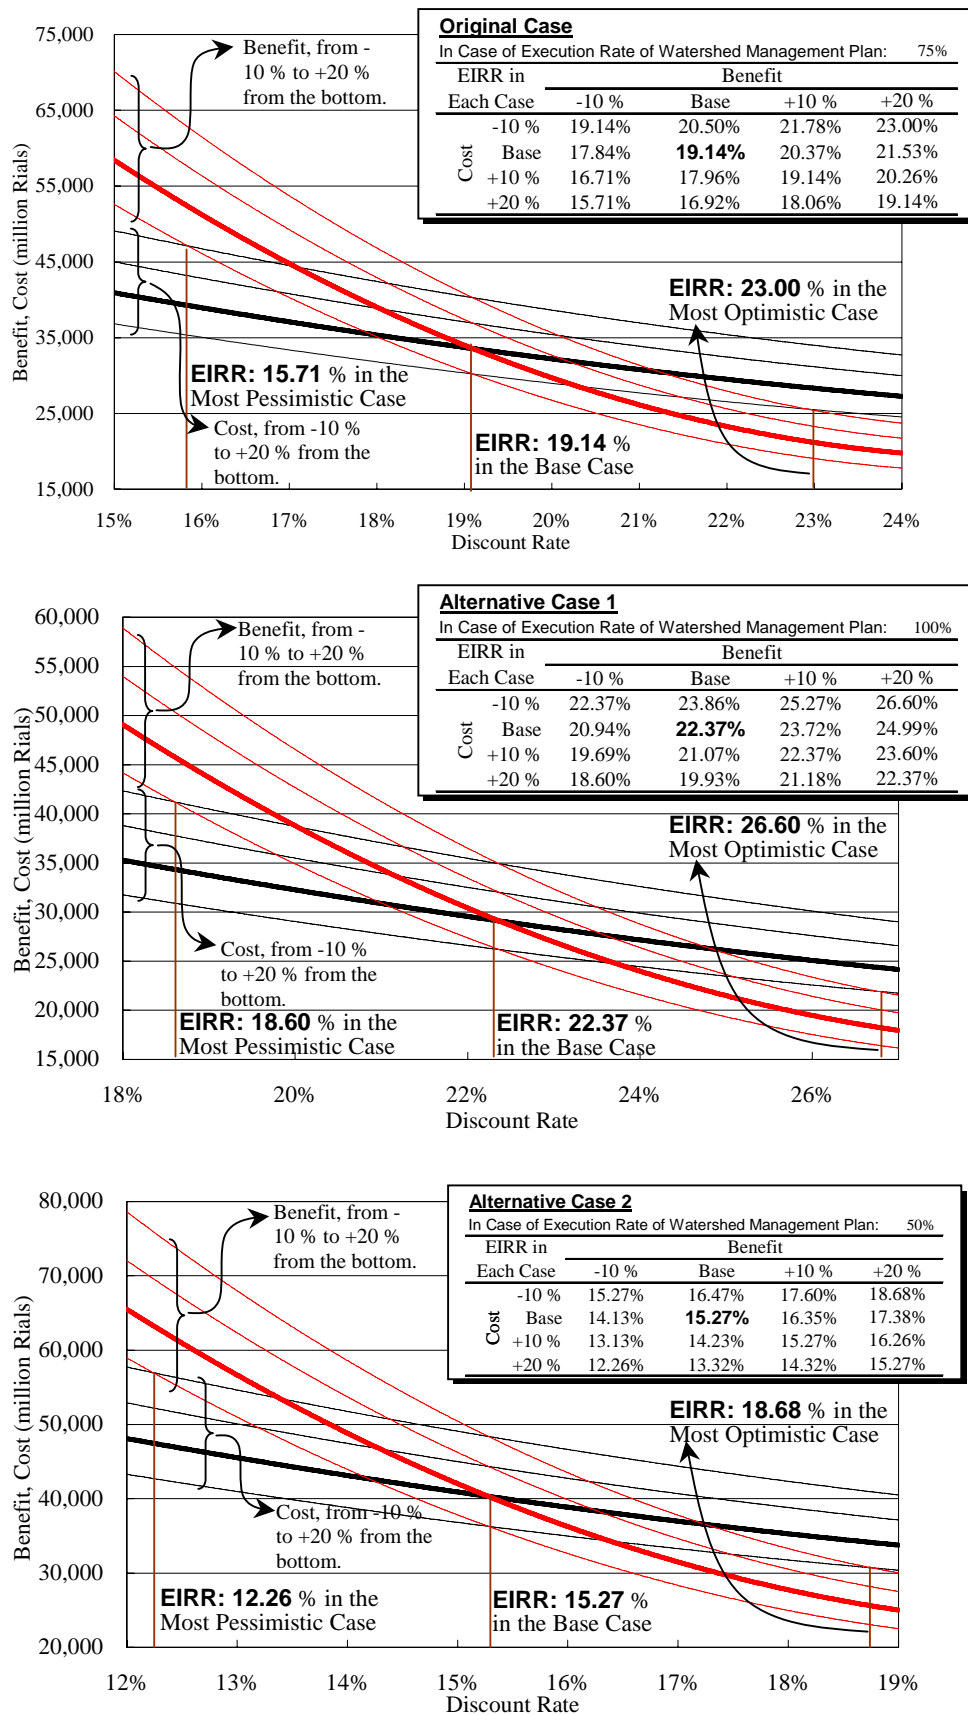 Original Case
In Case of Execution Rate of Watershed Management Plan: 75%
EIRR in Benefit
Each Case -10 % Base +10 % +20 %
Cost
-10 % 19.14% 20.50% 21.78% 23.00%
Base 17.84% 19.14% 20.37% 21.53%
+10 % 16.71% 17.96% 19.14% 20.26%
+20 % 15.71% 16.92% 18.06% 19.14%
Benefit, Cost (million Rials)
75,000
65,000
55,000
45,000
35,000
25,000
15,000
Benefit, from -
10 % to +20 %
from the bottom.
EIRR: 23.00 % in the
Most Optimistic Case
EIRR: 15.71 % in the
Most Pessimistic Case
Cost, from -10 %
to +20 % from the
bottom.
EIRR: 19.14 %
in the Base Case
15% 16% 17% 18% 19% 20% 21% 22% 23% 24%
Discount Rate
Alternative Case 1
In Case of Execution Rate of Watershed Management Plan: 100%
EIRR in Benefit
Each Case -10 % Base +10 % +20 %
Cost
-10 % 22.37% 23.86% 25.27% 26.60%
Base 20.94% 22.37% 23.72% 24.99%
+10 % 19.69% 21.07% 22.37% 23.60%
+20 % 18.60% 19.93% 21.18% 22.37%
Benefit, Cost (million Rials)
60,000
55,000
50,000
45,000
40,000
35,000
30,000
25,000
20,000
15,000
Benefit, from -
10 % to +20 %
from the bottom.
EIRR: 26.60 % in the
Most Optimistic Case
Cost, from -10 %
to +20 % from the
bottom.
EIRR: 18.60 % in the
Most Pessimistic Case
EIRR: 22.37 %
in the Base Case
18% 20% 22% 24% 26%
Discount Rate
Alternative Case 2
In Case of Execution Rate of Watershed Management Plan: 50%
EIRR in Benefit
Each Case -10 % Base +10 % +20 %
Cost
-10 % 15.27% 16.47% 17.60% 18.68%
Base 14.13% 15.27% 16.35% 17.38%
+10 % 13.13% 14.23% 15.27% 16.26%
+20 % 12.26% 13.32% 14.32% 15.27%
Benefit, Cost (million Rials)
80,000
70,000
60,000
50,000
40,000
30,000
20,000
Benefit, from -
10 % to +20 %
from the bottom.
EIRR: 18.68 % in the
Most Optimistic Case
Cost, from -10 %
to +20 % from the
bottom.
EIRR: 12.26 % in the
Most Pessimistic Case
EIRR: 15.27 %
in the Base Case
12% 13% 14% 15% 16% 17% 18% 19%
Discount Rate